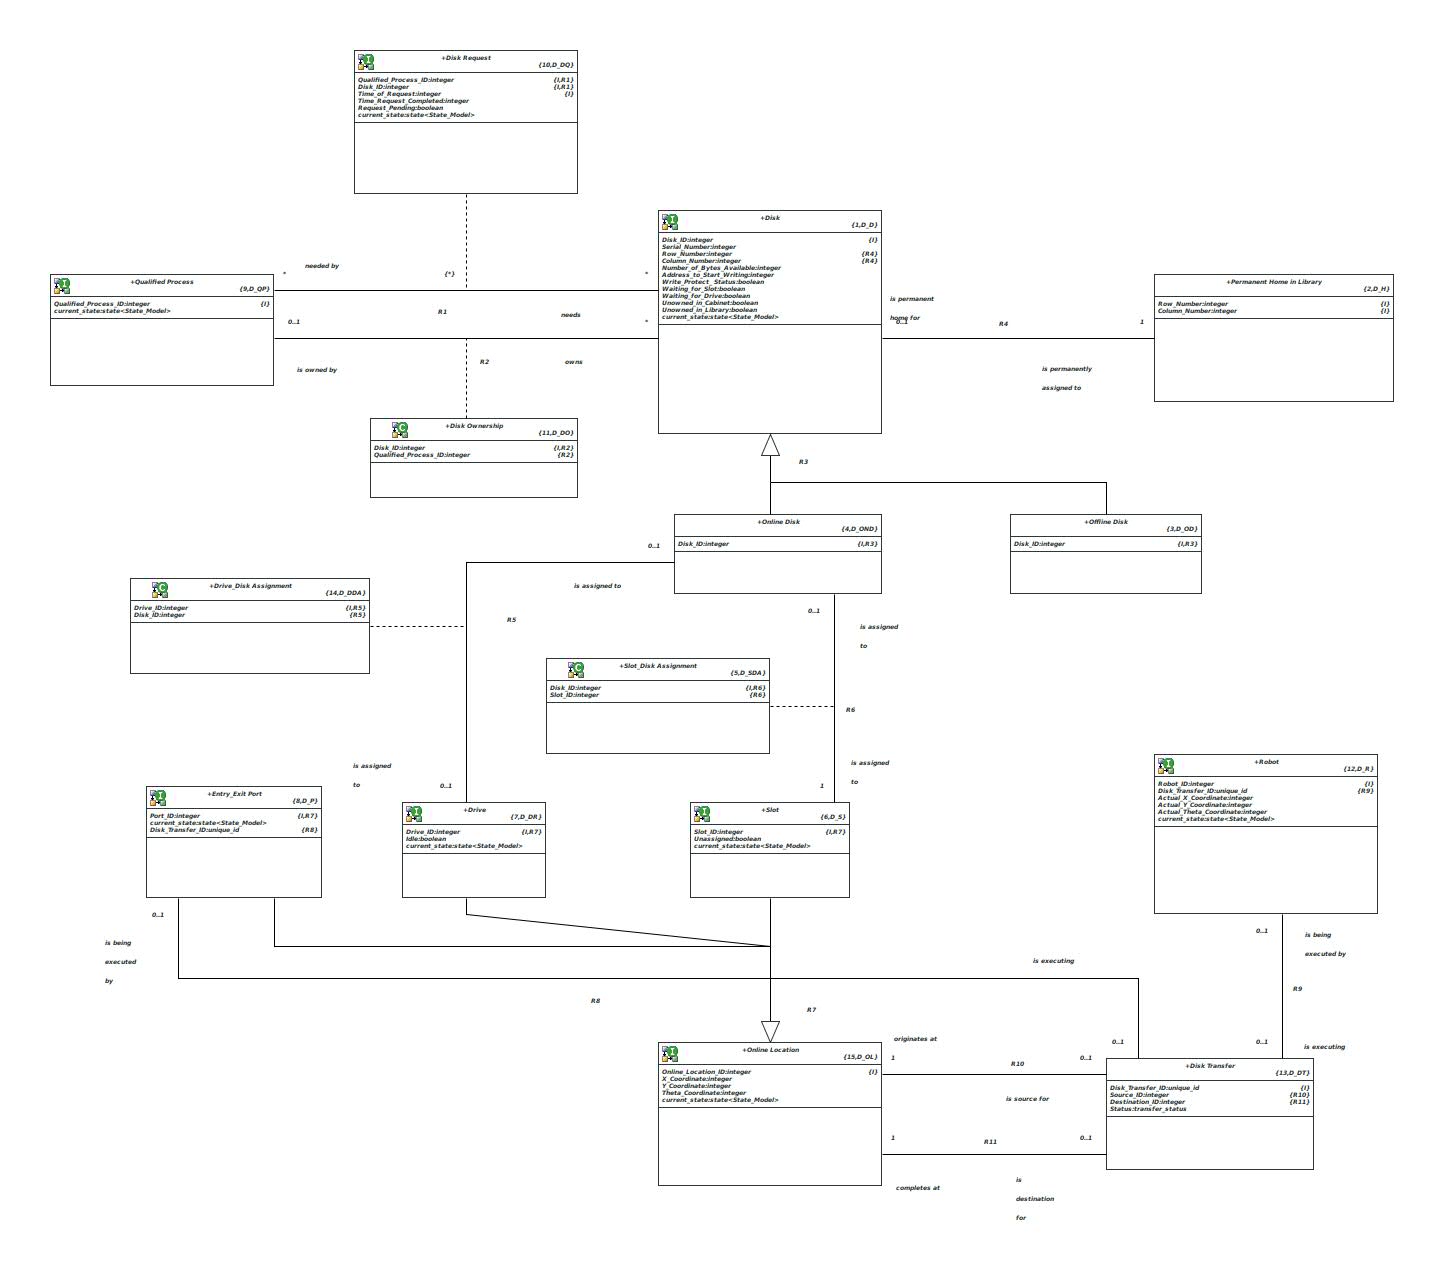 +Disk Request
{10,D_DQ}
Qualified_Process_ID:integer {I,R1}
Disk_ID:integer {I,R1}
Time_of_Request:integer {I}
Time_Request_Completed:integer
Request_Pending:boolean
current_state:state<State_Model>
+Disk
{1,D_D}
Disk_ID:integer {I}
Serial_Number:integer
Row_Number:integer {R4}
Column_Number:integer {R4}
Number_of_Bytes_Available:integer
Address_to_Start_Writing:integer
Write_Protect_Status:boolean
Waiting_for_Slot:boolean
Waiting_for_Drive:boolean
Unowned_in_Cabinet:boolean
Unowned_in_Library:boolean
current_state:state<State_Model>
+Qualified Process
{9,D_QP}
Qualified_Process_ID:integer {I}
current_state:state<State_Model>
* needed by {*} *
R1 needs
0..1 *
R2 owns
is owned by
+Permanent Home in Library
{2,D_H}
Row_Number:integer {I}
Column_Number:integer {I}
is permanent
home for
0..1 R4 1
is permanently
assigned to
+Disk Ownership
{11,D_DO}
Disk_ID:integer {I,R2}
Qualified_Process_ID:integer {R2}
R3
+Online Disk
{4,D_OND}
Disk_ID:integer {I,R3}
+Offline Disk
{3,D_OD}
Disk_ID:integer {I,R3}
0..1
is assigned to
+Drive_Disk Assignment
{14,D_DDA}
Drive_ID:integer {I,R5}
Disk_ID:integer {R5}
R5
0..1
is assigned
to
+Slot_Disk Assignment
{5,D_SDA}
Disk_ID:integer {I,R6}
Slot_ID:integer {R6}
R6
is assigned
to
0..1
is assigned
to
1
+Robot
{12,D_R}
Robot_ID:integer {I}
Disk_Transfer_ID:unique_id {R9}
Actual_X_Coordinate:integer
Actual_Y_Coordinate:integer
Actual_Theta_Coordinate:integer
current_state:state<State_Model>
+Entry_Exit Port
{8,D_P}
Port_ID:integer {I,R7}
current_state:state<State_Model>
Disk_Transfer_ID:unique_id {R8}
+Drive
{7,D_DR}
Drive_ID:integer {I,R7}
Idle:boolean
current_state:state<State_Model>
+Slot
{6,D_S}
Slot_ID:integer {I,R7}
Unassigned:boolean
current_state:state<State_Model>
0..1
is being
executed
by
0..1
is being
executed by
is executing
R9
R8
R7
0..1
0..1
is executing
+Online Location
{15,D_OL}
Online_Location_ID:integer {I}
X_Coordinate:integer
Y_Coordinate:integer
Theta_Coordinate:integer
current_state:state<State_Model>
originates at
1 R10 0..1
is source for
1 R11 0..1
completes at
is
destination
for
+Disk Transfer
{13,D_DT}
Disk_Transfer_ID:unique_id {I}
Source_ID:integer {R10}
Destination_ID:integer {R11}
Status:transfer_status